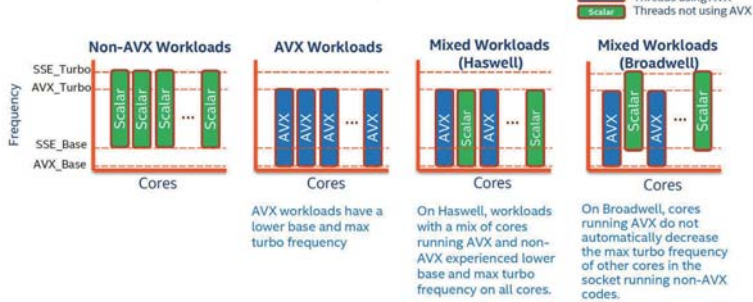 Threads using AVX
Scalar Threads not using AVX
Non-AVX Workloads
AVX Workloads
Mixed Workloads
(Haswell)
Mixed Workloads
(Broadwell)
Frequency
SSE_Turbo
AVX_Turbo
SSE_Base
AVX_Base
Scalar Scalar Scalar ... Scalar
AVX AVX AVX ... AVX
AVX Scalar AVX ... Scalar
AVX Scalar AVX ... Scalar
Cores
Cores
Cores
Cores
AVX workloads have a
lower base and max
turbo frequency
On Haswell, workloads
with a mix of cores
running AVX and non-
AVX experienced lower
base and max turbo
frequency on all cores.
On Broadwell, cores
running AVX do not
automatically decrease
the max turbo frequency
of other cores in the
socket running non-AVX
codes.